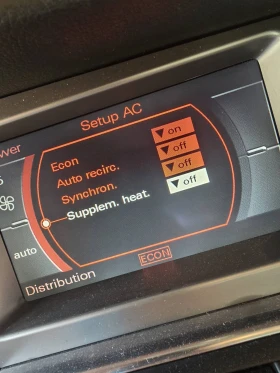 Setup AC
wer
Econ ▼ on
Auto recirc. ▼ off
Synchron. ▼ off
Supplem. heat. ▼ off
auto
ECON
Distribution